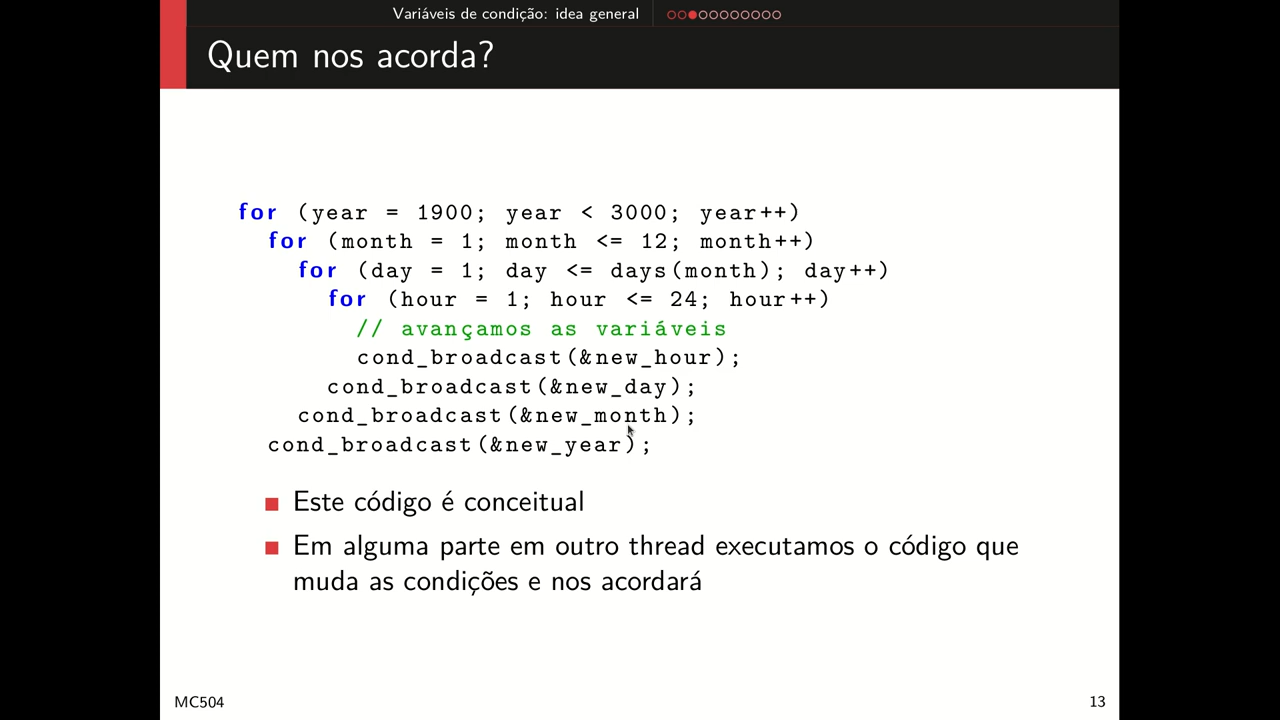 Variáveis de condição: idea general
Quem nos acorda?
for (year = 1900; year < 3000; year++)
for (month = 1; month <= 12; month++)
for (day = 1; day <= days(month); day++)
for (hour = 1; hour <= 24; hour++)
// avançamos as variáveis
cond_broadcast(&new_hour);
cond_broadcast(&new_day);
cond_broadcast(&new_month);
cond_broadcast(&new_year);
Este código é conceitual
Em alguma parte em outro thread executamos o código que
muda as condições e nos acordará
MC504
13